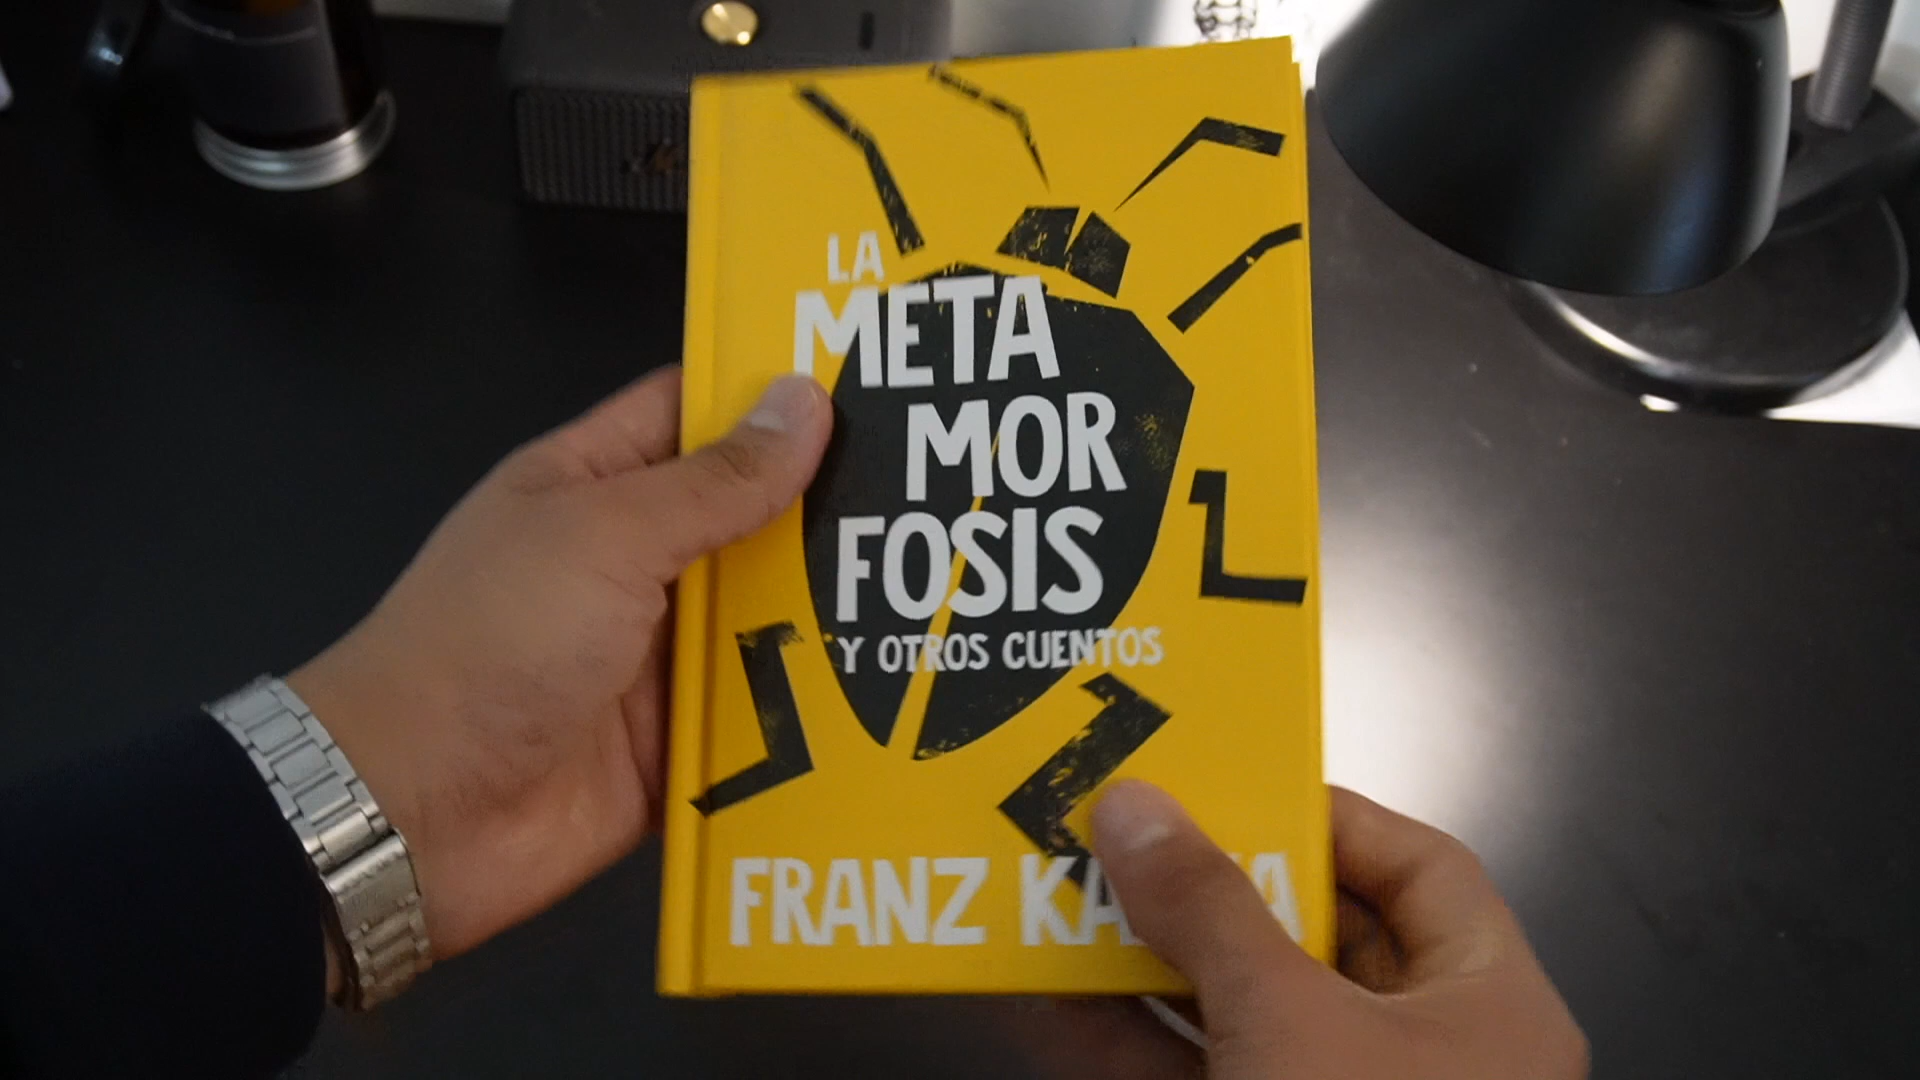 LA
META
MOR
FOSIS
Y OTROS CUENTOS
FRANZ